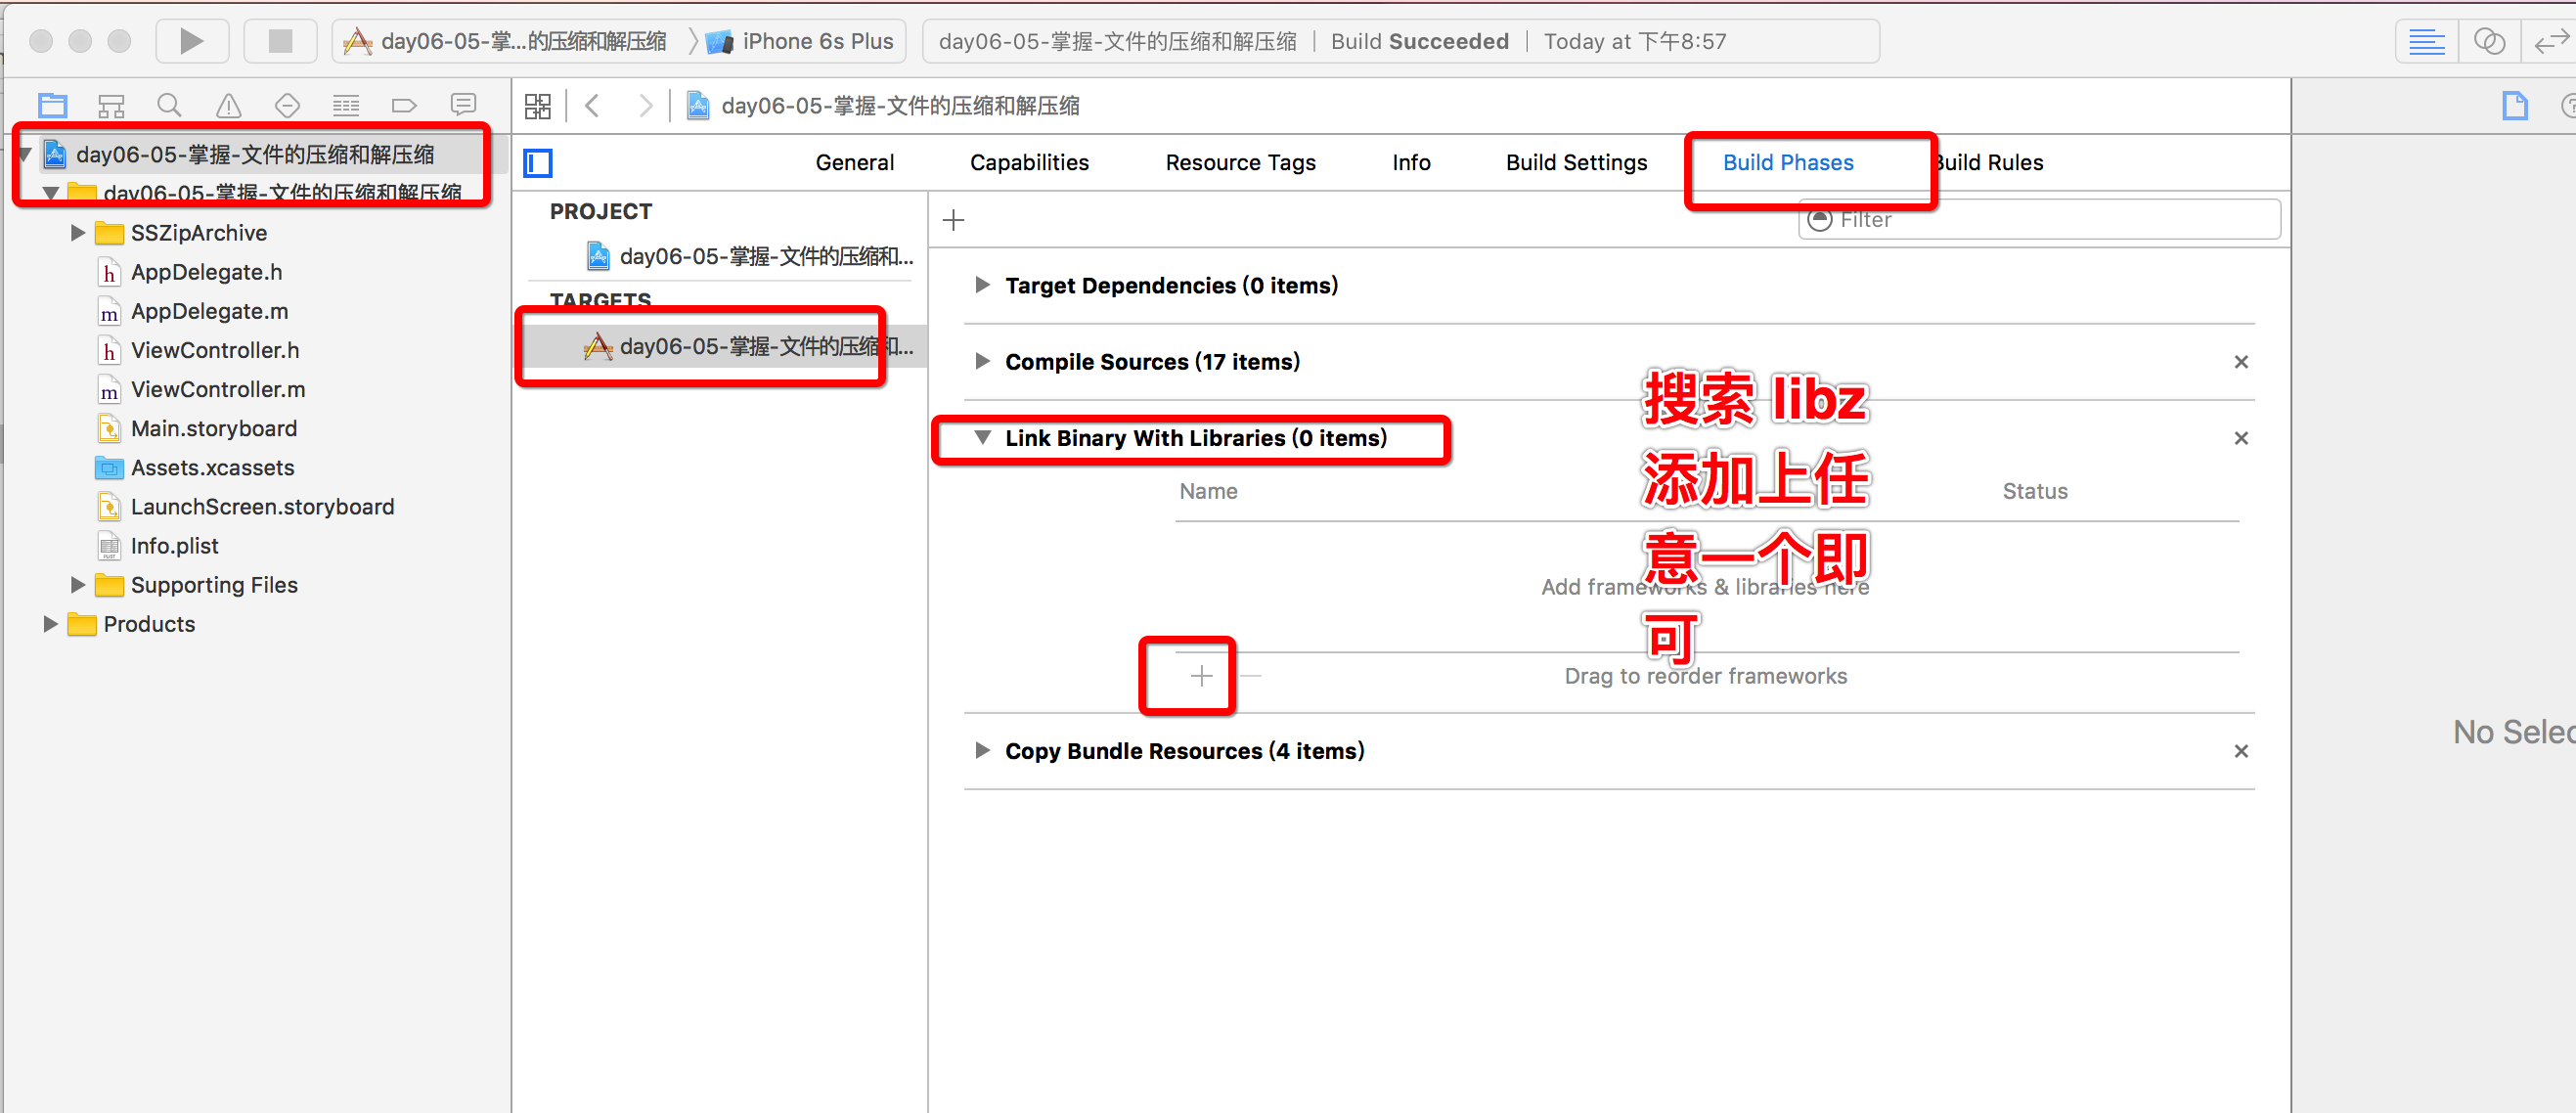 day06-05-掌...的压缩和解压缩 iPhone 6s Plus
day06-05-掌握-文件的压缩和解压缩 | Build Succeeded | Today at 下午8:57
day06-05-掌握-文件的压缩和解压缩
day06-05-掌握-文件的压缩和解压缩
SSZipArchive
AppDelegate.h
AppDelegate.m
ViewController.h
ViewController.m
Main.storyboard
Assets.xcassets
LaunchScreen.storyboard
Info.plist
Supporting Files
Products
day06-05-掌握-文件的压缩和解压缩
General Capabilities Resource Tags Info Build Settings Build Phases Build Rules
PROJECT
day06-05-掌握-文件的压缩和...
TARGETS
day06-05-掌握-文件的压缩和...
Filter
Target Dependencies (0 items)
Compile Sources (17 items)
Link Binary With Libraries (0 items)
Name Status
Add frameworks & libraries here
Drag to reorder frameworks
Copy Bundle Resources (4 items)
搜索 libz
添加上任
意一个即
可
No Selec